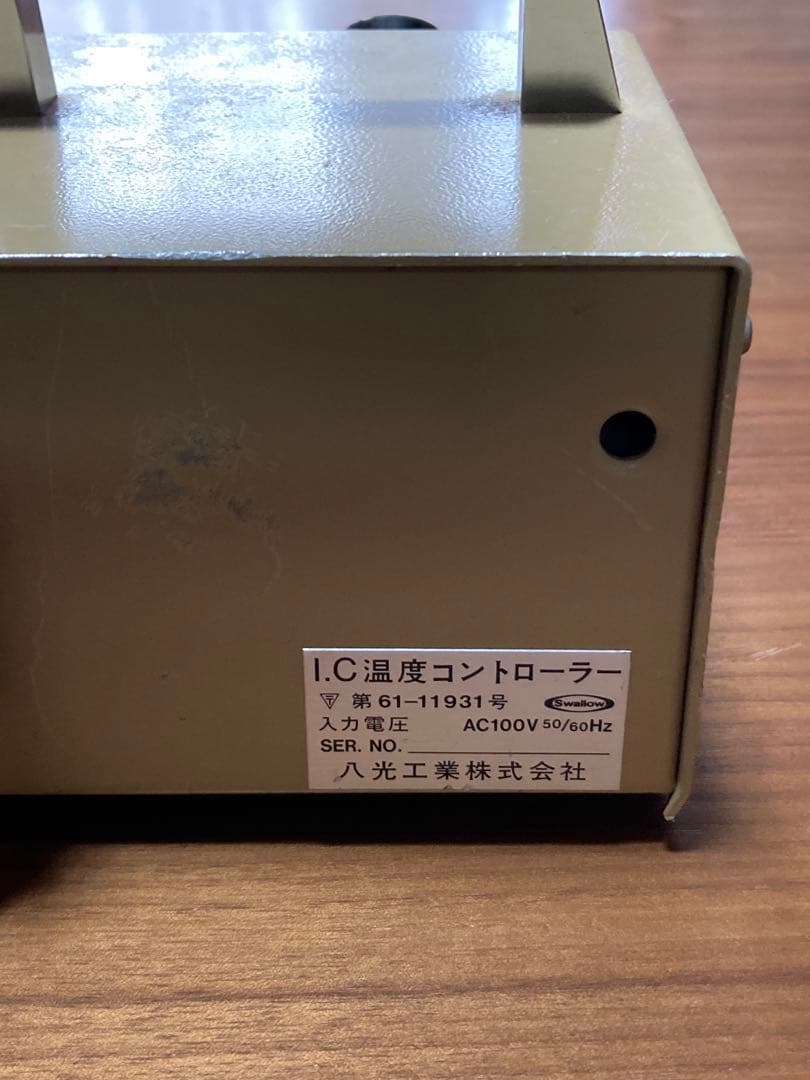 I.C温度コントローラー
〒 第 61-11931号 Swallow
入力電圧 AC100V 50/60Hz
SER. NO.
八光工業株式会社